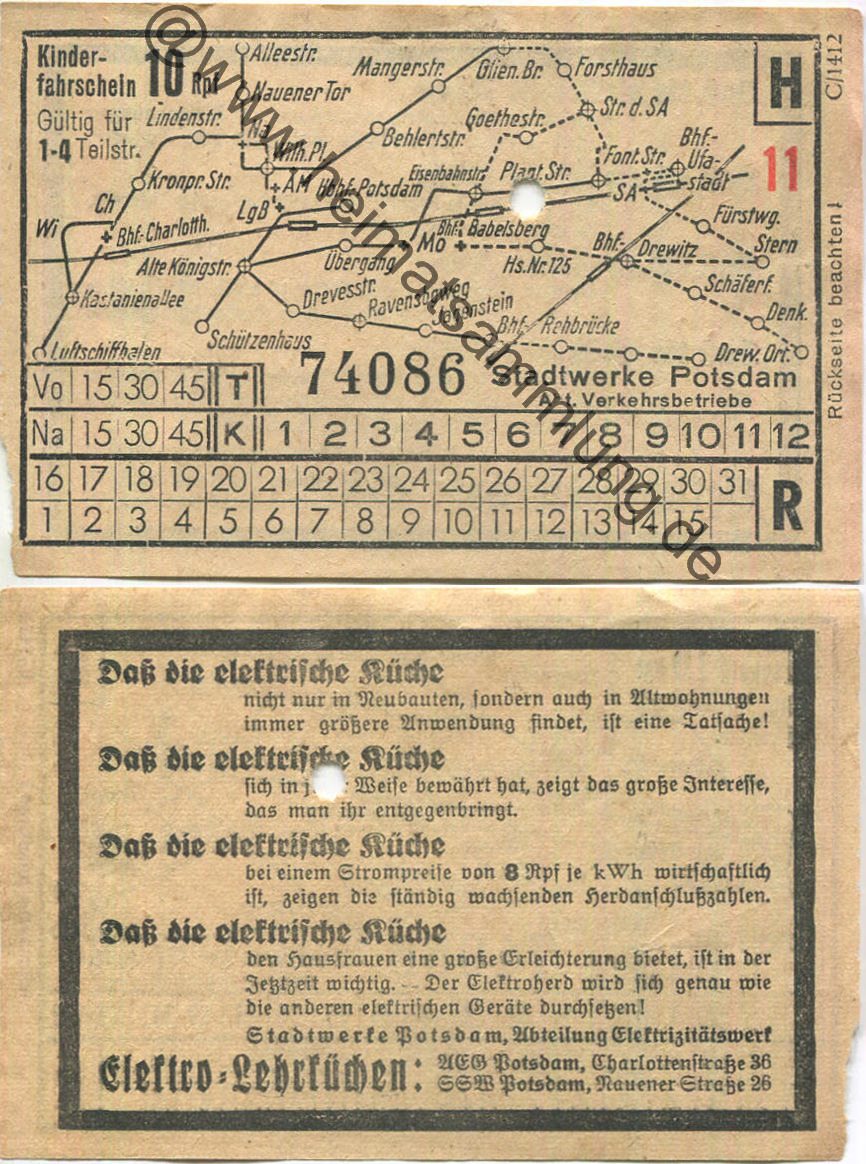 Kinder-
fahrschein 10 Rpf
Gültig für
1-4 Teilstr.
Alleestr.
Nauener Tor
Lindenstr.
Na
Wilh. Pl.
Mangerstr.
Glien. Br.
Forsthaus
Str. d. SA
Goethestr.
Behlertstr.
H
C/1412
11
Kronpr. Str.
AM
Hbhf-Potsdam
Eisenbahnstr.
Plant. Str.
Font. Str.
Bhf.-
Ufa-
stadt
SA
LgB
Ch
Wi
Bhf.-Charlotth.
Bhf.
Babelsberg
Mo
Fürstwg.
Stern
Alte Königstr.
Übergang
Hs. Nr. 125
Bhf.-
Drewitz
Kastanienallee
Drevesstr.
Ravensbgweg
Jagenstein
Schäferf.
Denk.
Luftschiffhafen
Schützenhaus
Bhf.-Rehbrücke
Drew. Ort.
Rückseite beachten!
74086
Stadtwerke Potsdam
Abt. Verkehrsbetriebe
Vo 15 30 45 T
Na 15 30 45 K 1 2 3 4 5 6 7 8 9 10 11 12
16 17 18 19 20 21 22 23 24 25 26 27 28 29 30 31
1 2 3 4 5 6 7 8 9 10 11 12 13 14 15
R
@www.heimatsammlung.de
Daß die elektrische Küche
nicht nur in Neubauten, sondern auch in Altwohnungen
immer größere Anwendung findet, ist eine Tatsache!
Daß die elektrische Küche
sich in Weise bewährt hat, zeigt das große Interesse,
das man ihr entgegenbringt.
Daß die elektrische Küche
bei einem Strompreise von 8 Rpf je kWh wirtschaftlich
ist, zeigen die ständig wachsenden Herdanschlußzahlen.
Daß die elektrische Küche
den Hausfrauen eine große Erleichterung bietet, ist in der
Jetztzeit wichtig. — Der Elektroherd wird sich genau wie
die anderen elektrischen Geräte durchsetzen!
Stadtwerke Potsdam, Abteilung Elektrizitätswerk
Elektro-Lehrküchen: AEG Potsdam, Charlottenstraße 36
SSW Potsdam, Nauener Straße 26